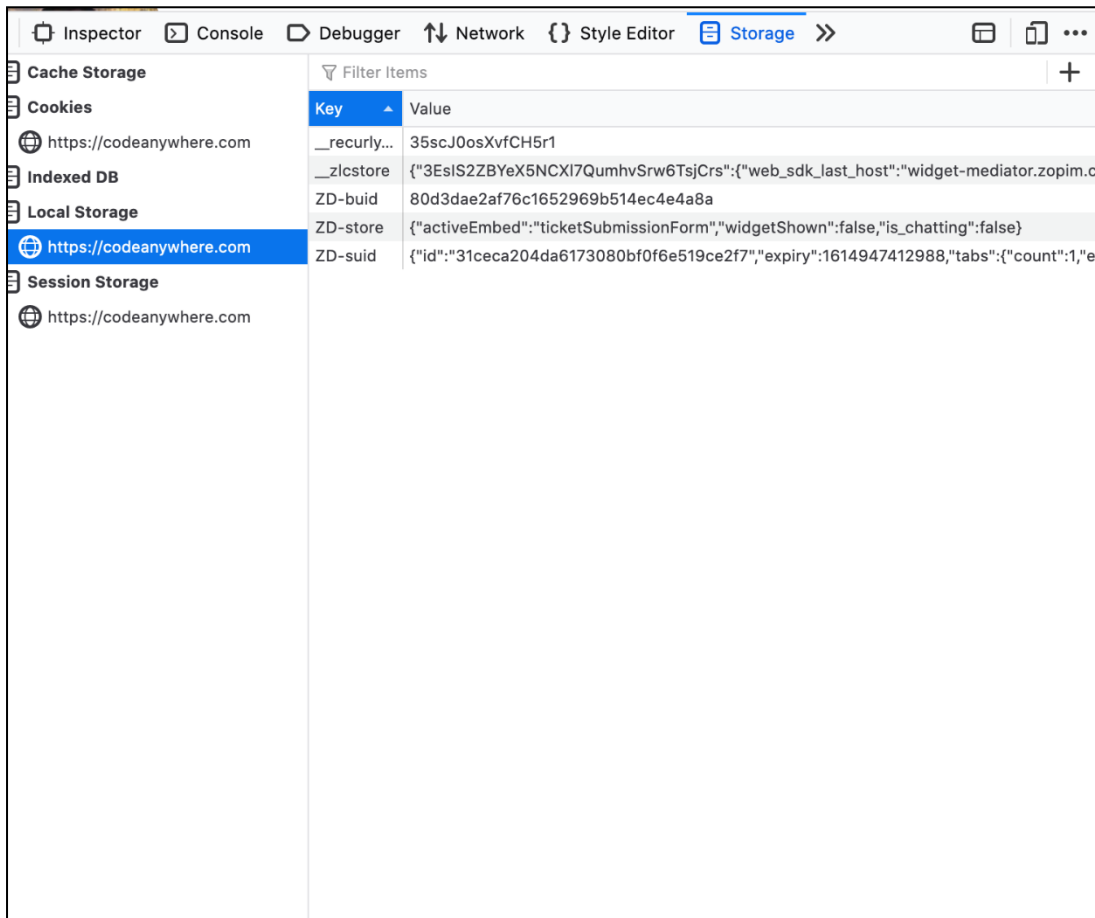 Inspector Console Debugger Network {} Style Editor Storage
Cache Storage
Cookies
https://codeanywhere.com
Indexed DB
Local Storage
https://codeanywhere.com
Session Storage
https://codeanywhere.com
Filter Items
Key Value
__recurly... 35scJ0osXvfCH5r1
__zlcstore {"3EslS2ZBYeX5NCXl7QumhvSrw6TsjCrs":{"web_sdk_last_host":"widget-mediator.zopim.c
ZD-buid 80d3dae2af76c1652969b514ec4e4a8a
ZD-store {"activeEmbed":"ticketSubmissionForm","widgetShown":false,"is_chatting":false}
ZD-suid {"id":"31ceca204da6173080bf0f6e519ce2f7","expiry":1614947412988,"tabs":{"count":1,"e